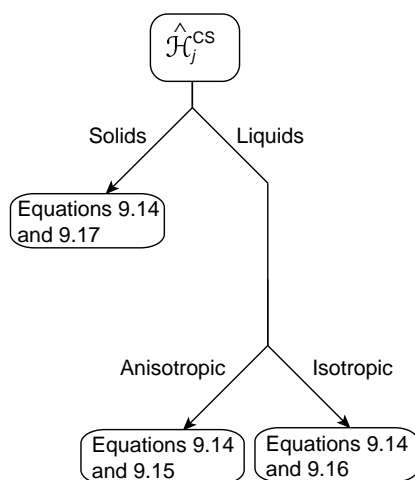 Ĥ_j^CS
Solids Liquids
Equations 9.14
and 9.17
Anisotropic Isotropic
Equations 9.14
and 9.15
Equations 9.14
and 9.16